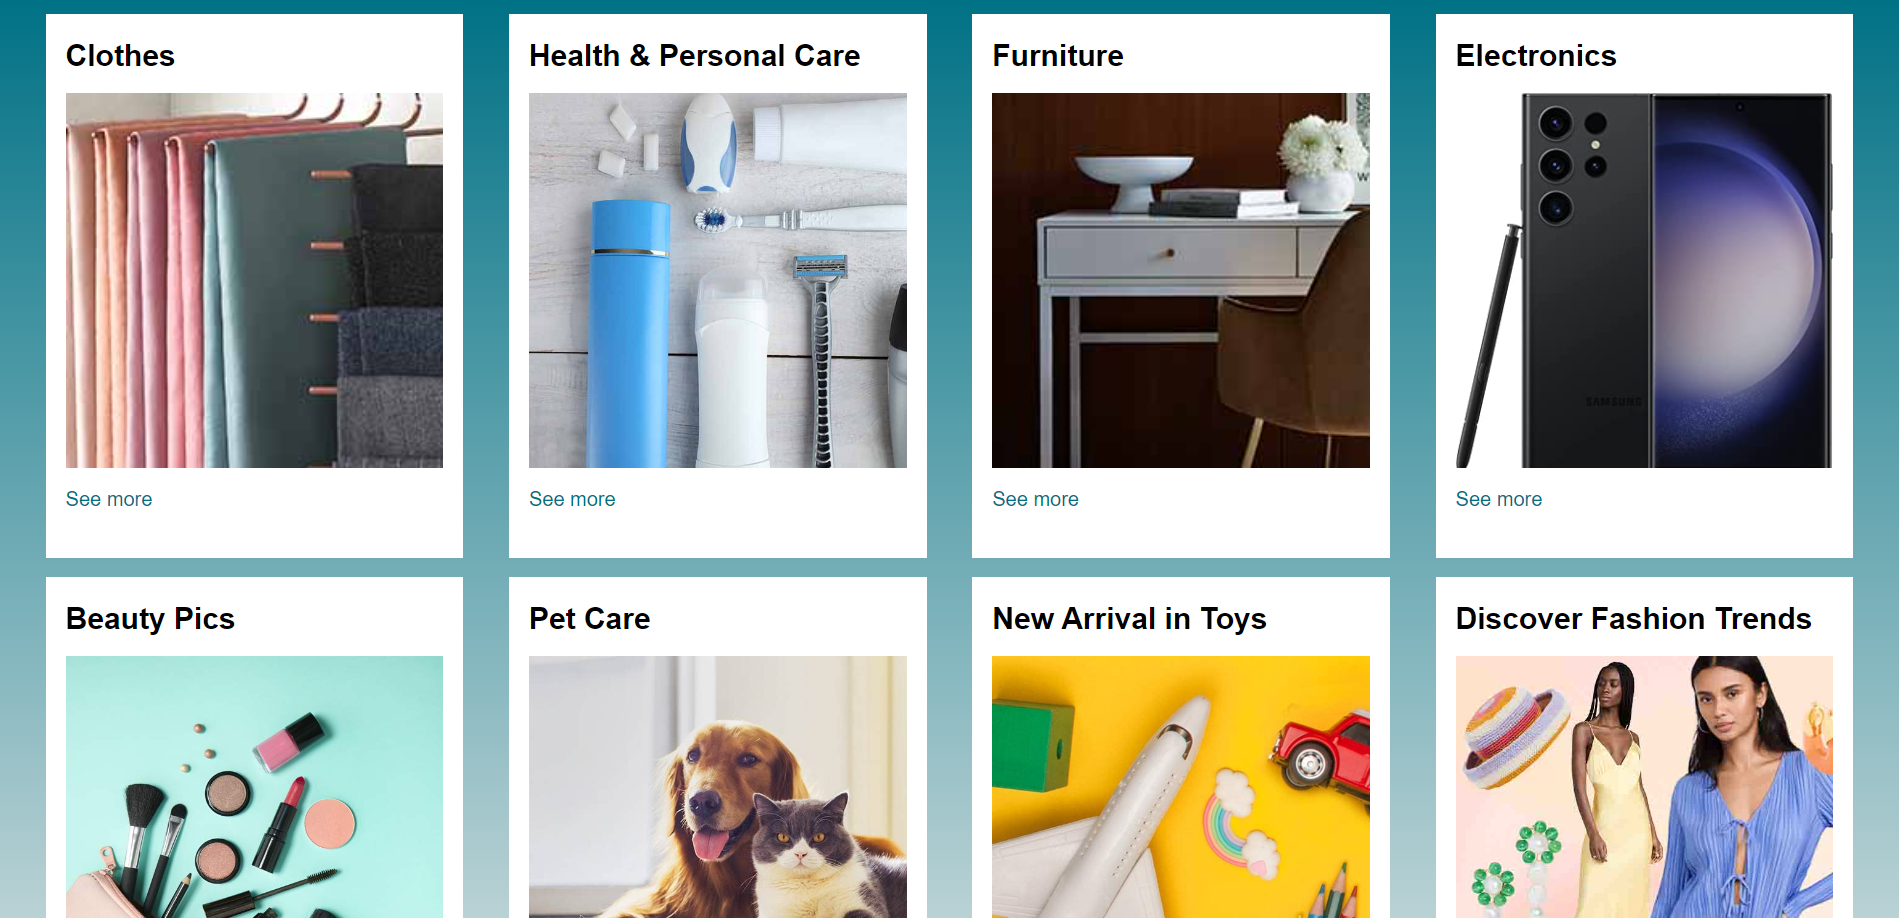 Clothes
Health & Personal Care
Furniture
Electronics
SAMSUNG
See more
See more
See more
See more
Beauty Pics
Pet Care
New Arrival in Toys
Discover Fashion Trends